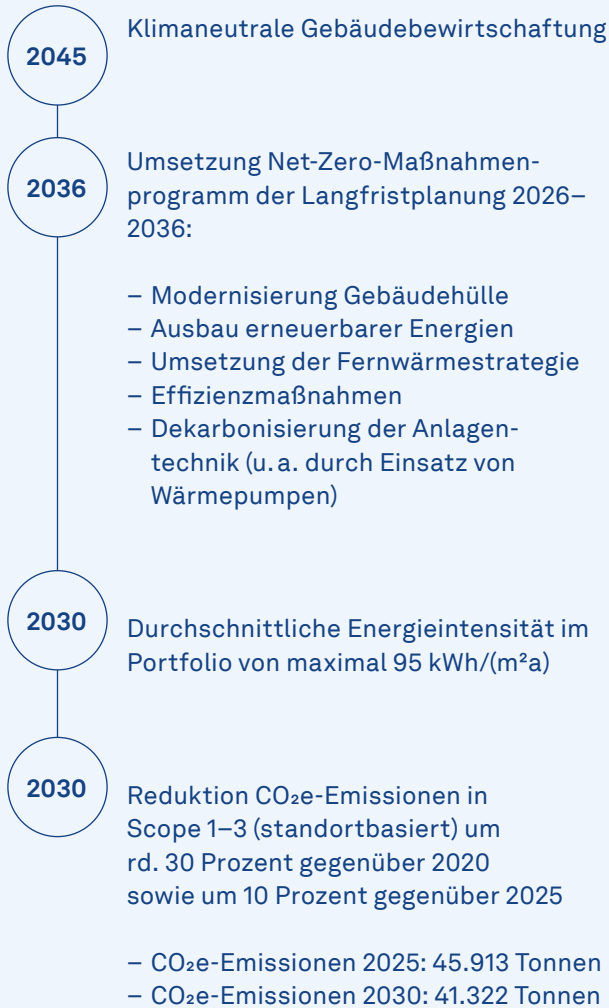 2045
Klimaneutrale Gebäudebewirtschaftung
2036
Umsetzung Net-Zero-Maßnahmen-
programm der Langfristplanung 2026–
2036:
– Modernisierung Gebäudehülle
– Ausbau erneuerbarer Energien
– Umsetzung der Fernwärmestrategie
– Effizienzmaßnahmen
– Dekarbonisierung der Anlagen-
technik (u. a. durch Einsatz von
Wärmepumpen)
2030
Durchschnittliche Energieintensität im
Portfolio von maximal 95 kWh/(m²a)
2030
Reduktion CO₂e-Emissionen in
Scope 1–3 (standortbasiert) um
rd. 30 Prozent gegenüber 2020
sowie um 10 Prozent gegenüber 2025
– CO₂e-Emissionen 2025: 45.913 Tonnen
– CO₂e-Emissionen 2030: 41.322 Tonnen